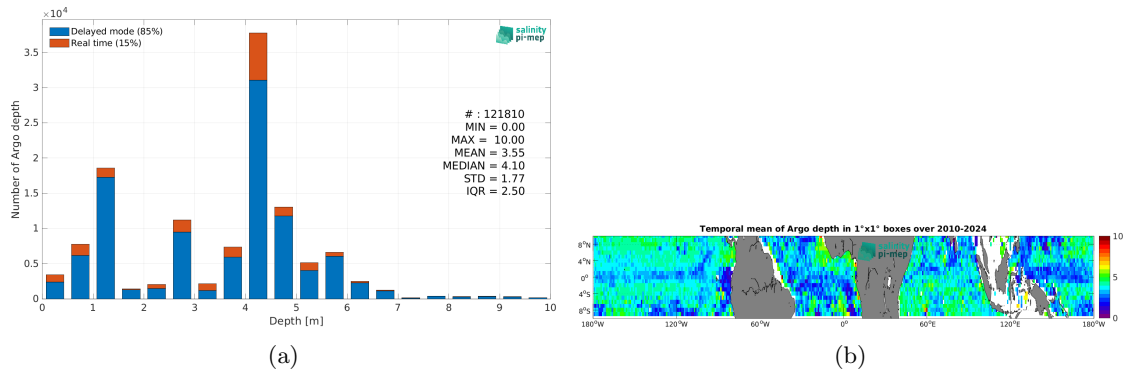 ×10^4
Delayed mode (85%)
Real time (15%)
salinity
pi-mep
3.5
3
2.5
2
1.5
1
0.5
0
Number of Argo depth
# : 121810
MIN = 0.00
MAX = 10.00
MEAN = 3.55
MEDIAN = 4.10
STD = 1.77
IQR = 2.50
0 1 2 3 4 5 6 7 8 9 10
Depth [m]
(a)
Temporal mean of Argo depth in 1°x1° boxes over 2010-2024
salinity
pi-mep
8°N
4°N
0°
4°S
8°S
180°W 120°W 60°W 0° 60°E 120°E 180°W
10
5
0
(b)